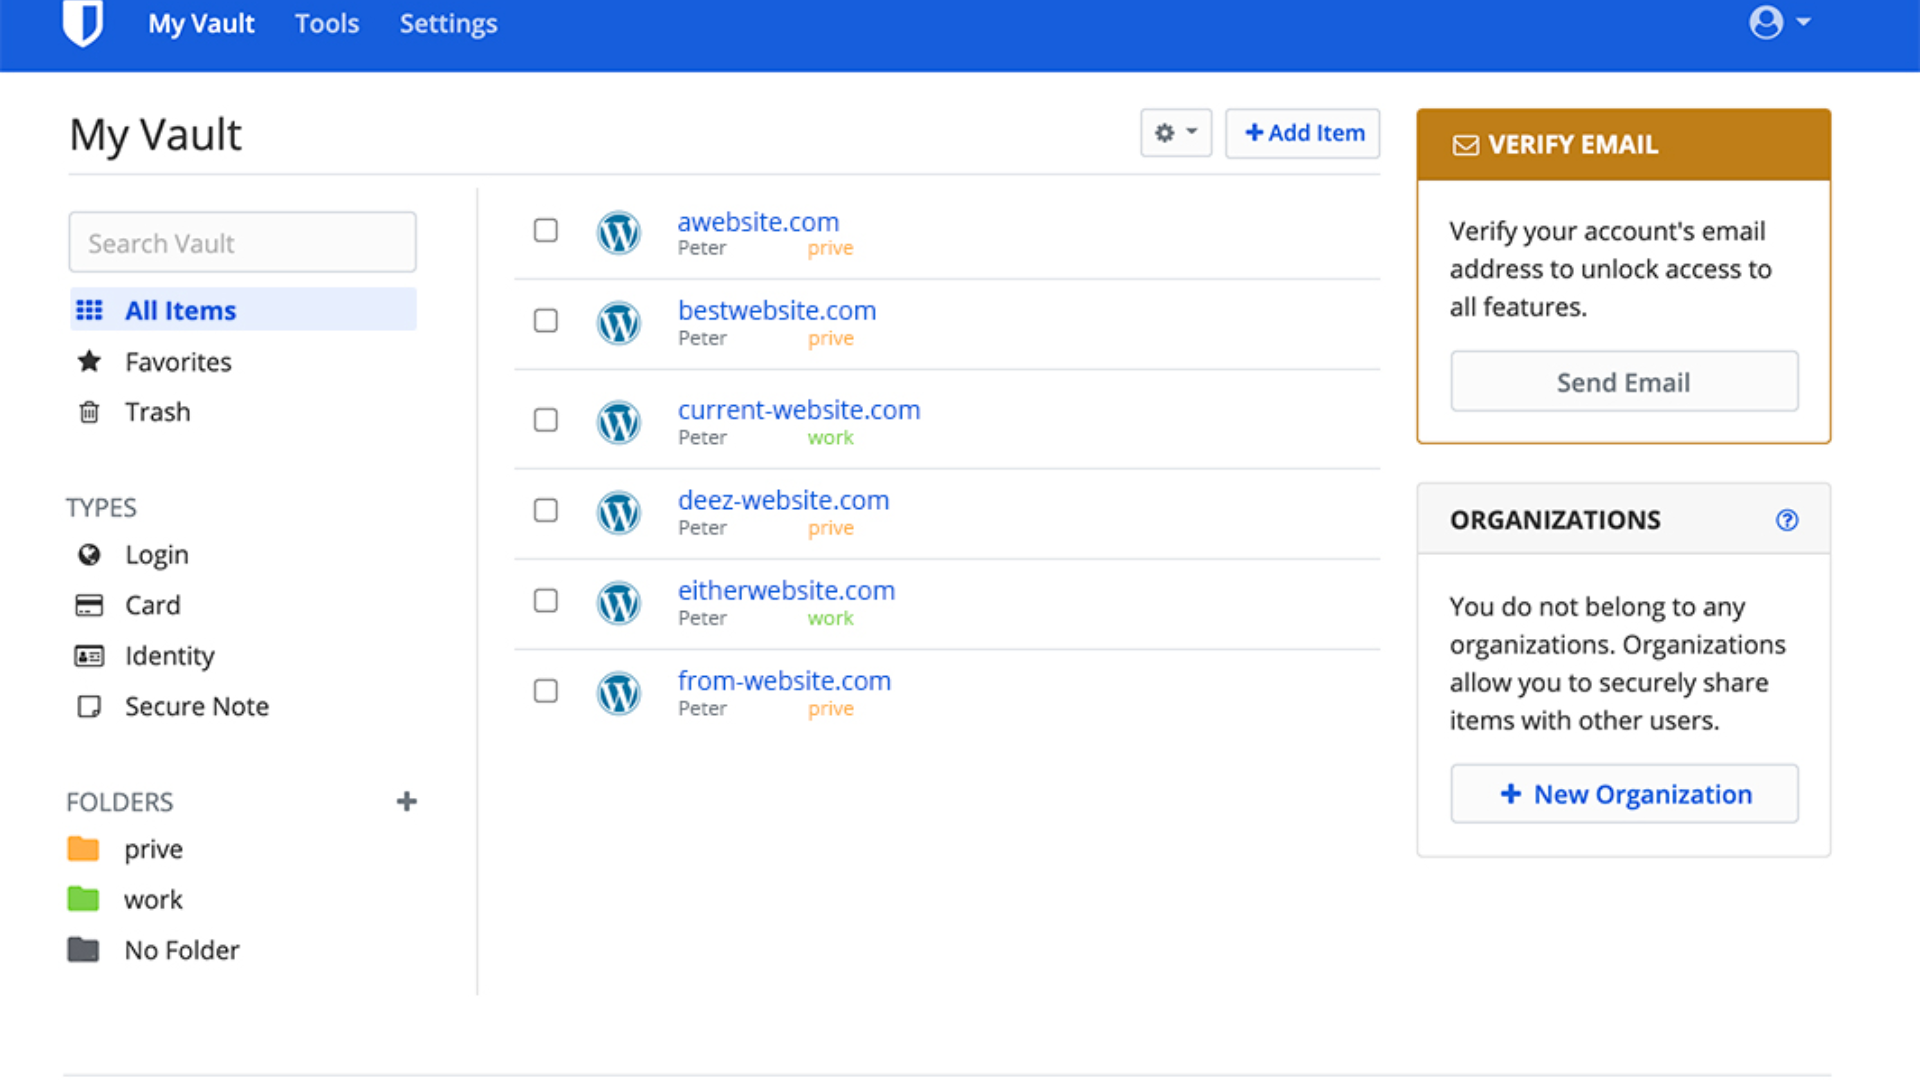 My Vault
Tools
Settings
My Vault
Add Item
Search Vault
All Items
Favorites
Trash
TYPES
Login
Card
Identity
Secure Note
FOLDERS
prive
work
No Folder
awebsite.com
Peter prive
bestwebsite.com
Peter prive
current-website.com
Peter work
deez-website.com
Peter prive
eitherwebsite.com
Peter work
from-website.com
Peter prive
VERIFY EMAIL
Verify your account's email
address to unlock access to
all features.
Send Email
ORGANIZATIONS
You do not belong to any
organizations. Organizations
allow you to securely share
items with other users.
New Organization